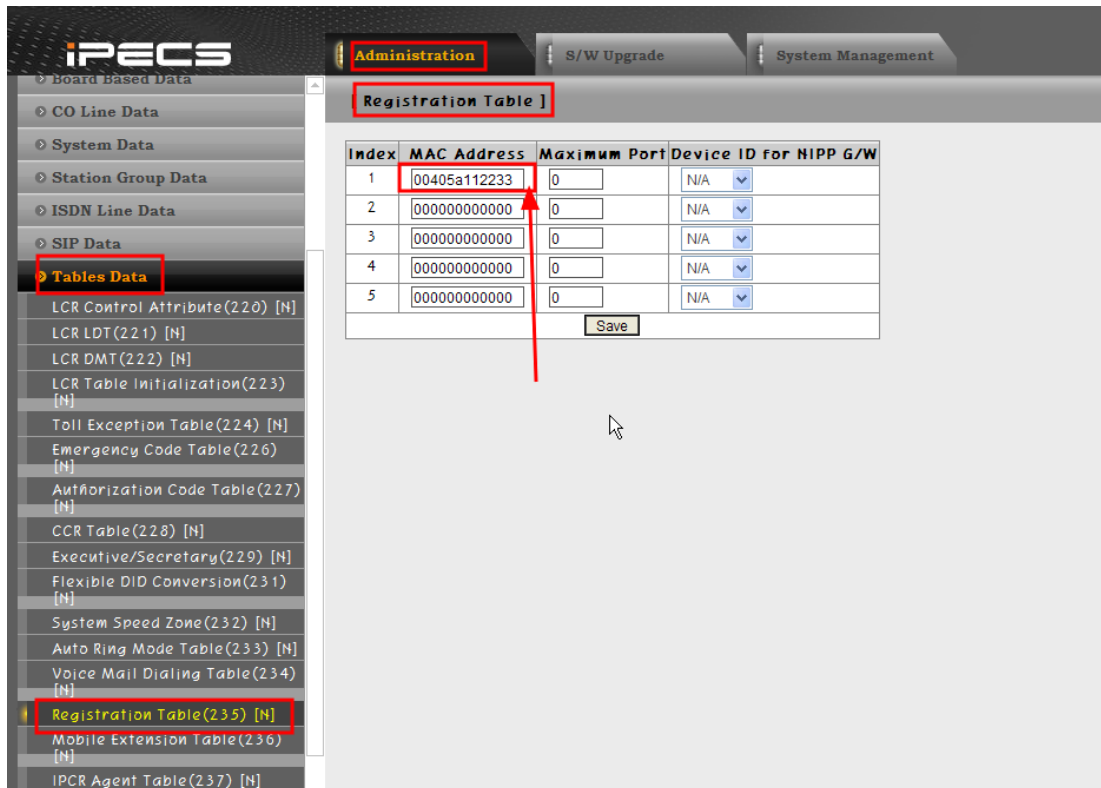 iPECS
Administration
S/W Upgrade
System Management
Board Based Data
CO Line Data
System Data
Station Group Data
ISDN Line Data
SIP Data
Tables Data
LCR Control Attribute(220) [N]
LCR LDT(221) [N]
LCR DMT(222) [N]
LCR Table Initialization(223)
[N]
Toll Exception Table(224) [N]
Emergency Code Table(226)
[N]
Authorization Code Table(227)
[N]
CCR Table(228) [N]
Executive/Secretary(229) [N]
Flexible DID Conversion(231)
[N]
System Speed Zone(232) [N]
Auto Ring Mode Table(233) [N]
Voice Mail Dialing Table(234)
[N]
Registration Table(235) [N]
Mobile Extension Table(236)
[N]
IPCR Agent Table(237) [N]
[ Registration Table ]
Index MAC Address Maximum Port Device ID for NIPP G/W
1 00405a112233 0 N/A
2 000000000000 0 N/A
3 000000000000 0 N/A
4 000000000000 0 N/A
5 000000000000 0 N/A
Save